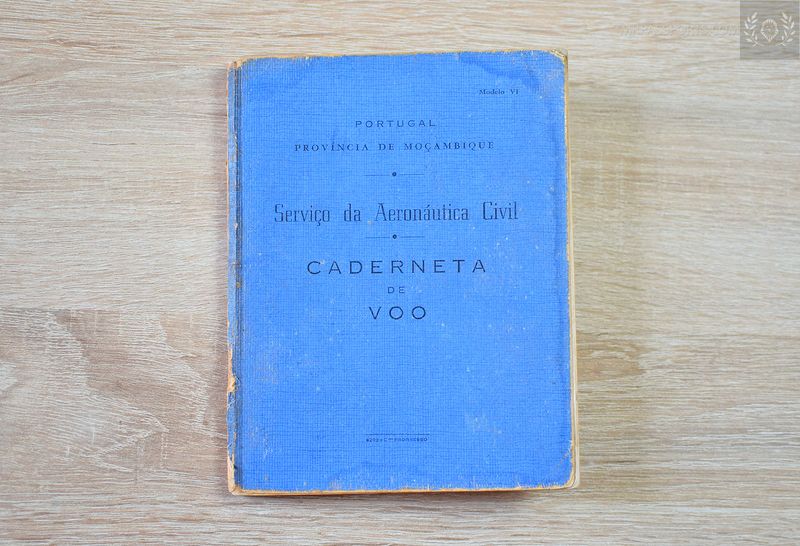 Modelo VI
PORTUGAL
PROVÍNCIA DE MOÇAMBIQUE
Serviço da Aeronáutica Civil
CADERNETA
DE
VOO